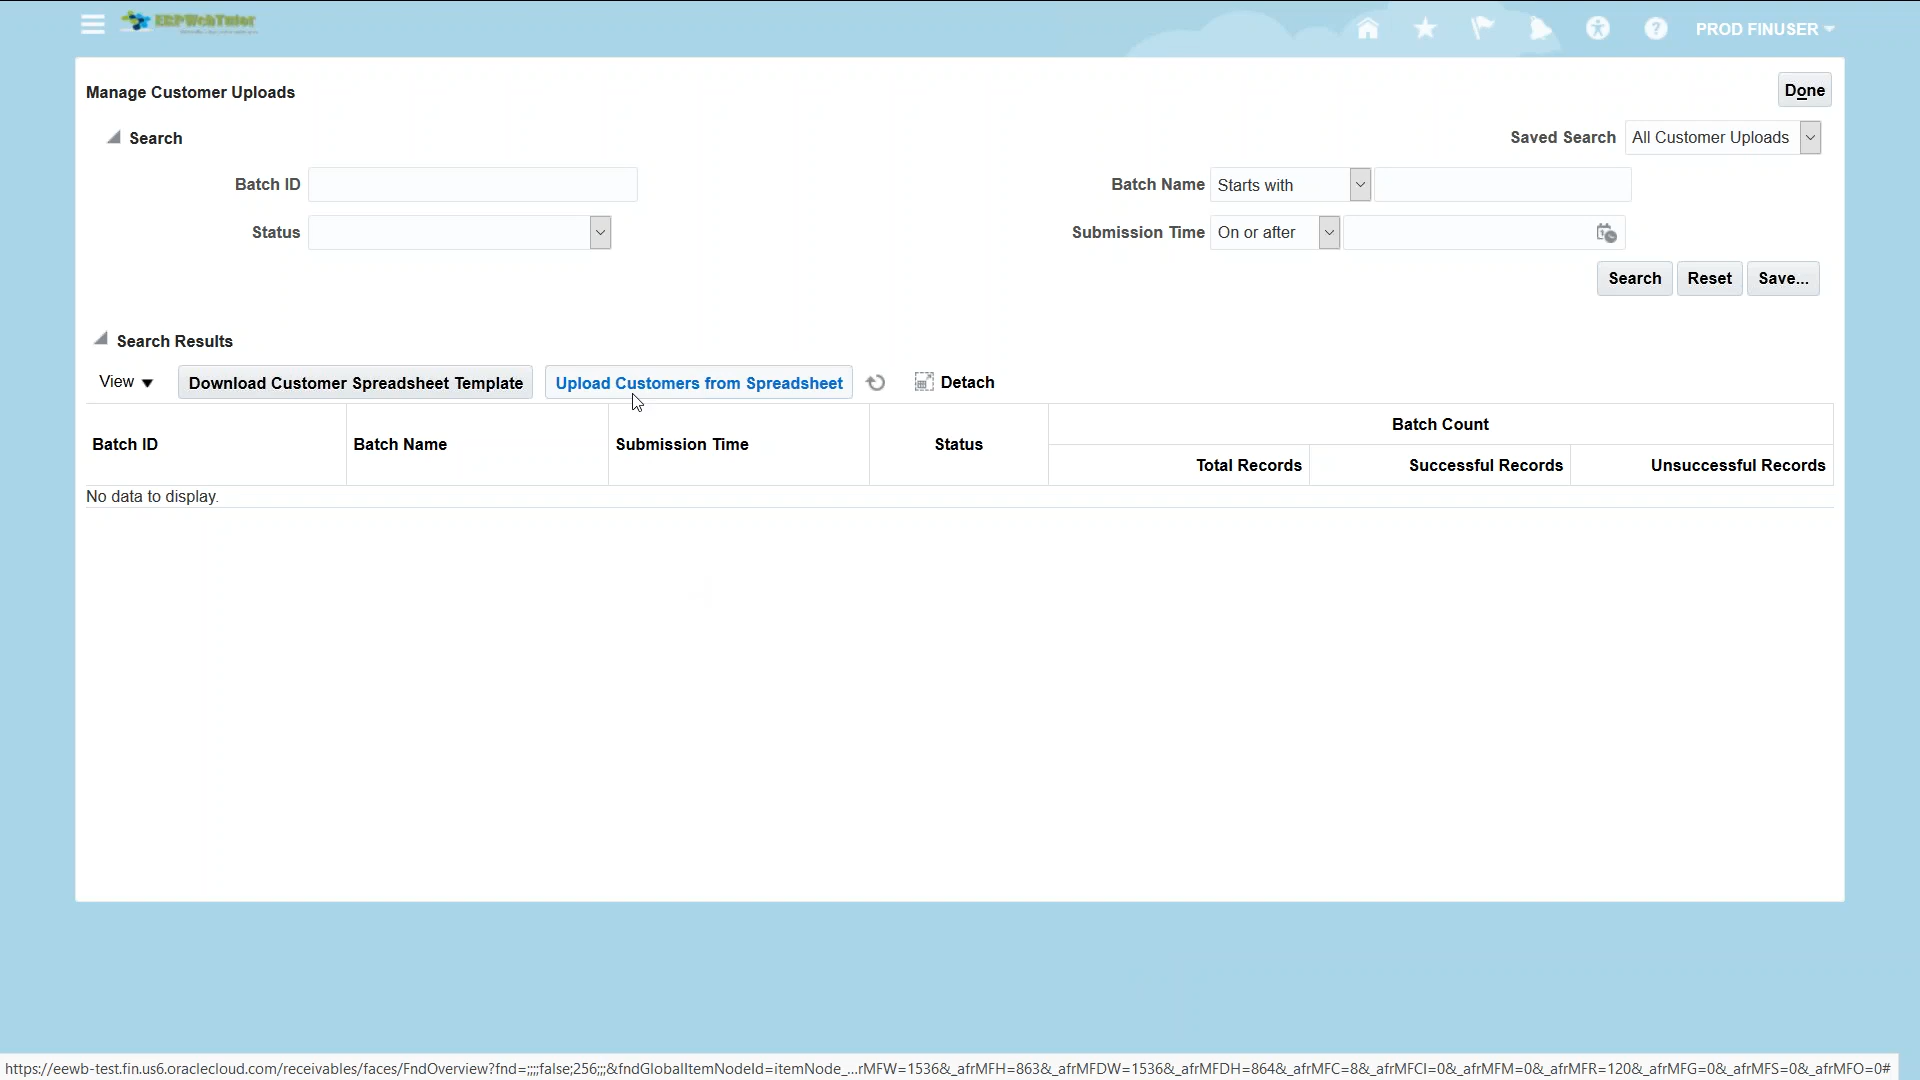 ERPWebTutor
PROD FINUSER
Manage Customer Uploads
Done
Search
Saved Search All Customer Uploads
Batch ID
Batch Name Starts with
Status
Submission Time On or after
Search Reset Save...
Search Results
View Download Customer Spreadsheet Template Upload Customers from Spreadsheet Detach
Batch ID Batch Name Submission Time Status Batch Count
Total Records Successful Records Unsuccessful Records
No data to display.
https://eewb-test.fin.us6.oraclecloud.com/receivables/faces/FndOverview?fnd=;;;;false;256;;;&fndGlobalItemNodeId=itemNode_...rMFW=1536&_afrMFH=863&_afrMFDW=1536&_afrMFDH=864&_afrMFC=8&_afrMFCI=0&_afrMFM=0&_afrMFR=120&_afrMFG=0&_afrMFS=0&_afrMFO=0#